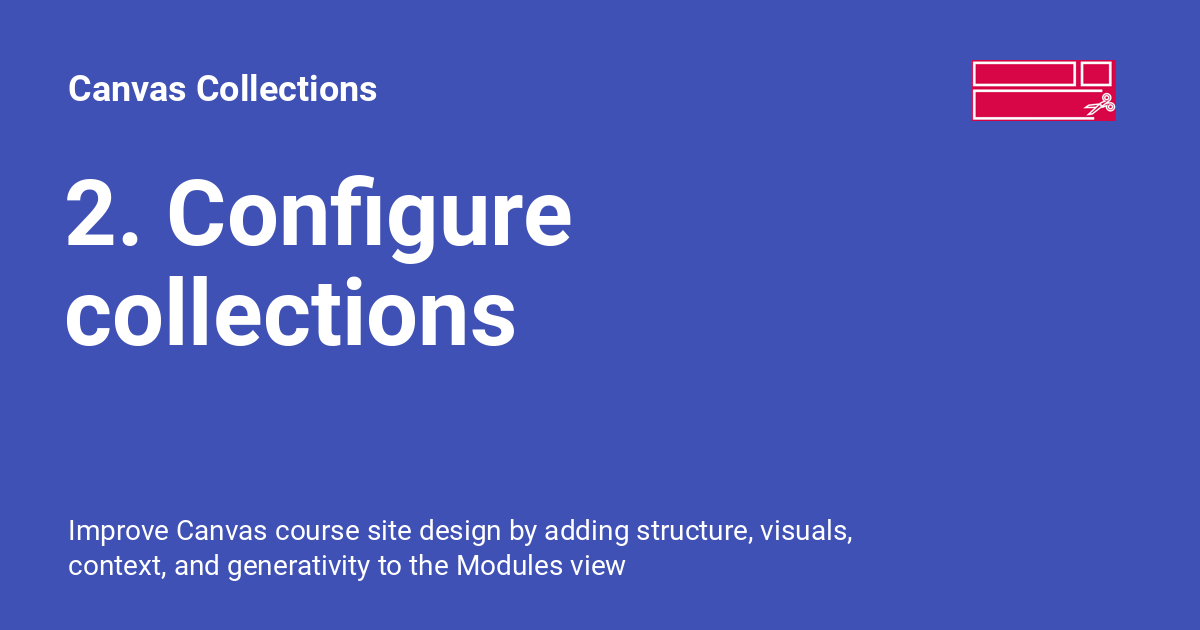 Canvas Collections
2. Configure
collections
Improve Canvas course site design by adding structure, visuals,
context, and generativity to the Modules view